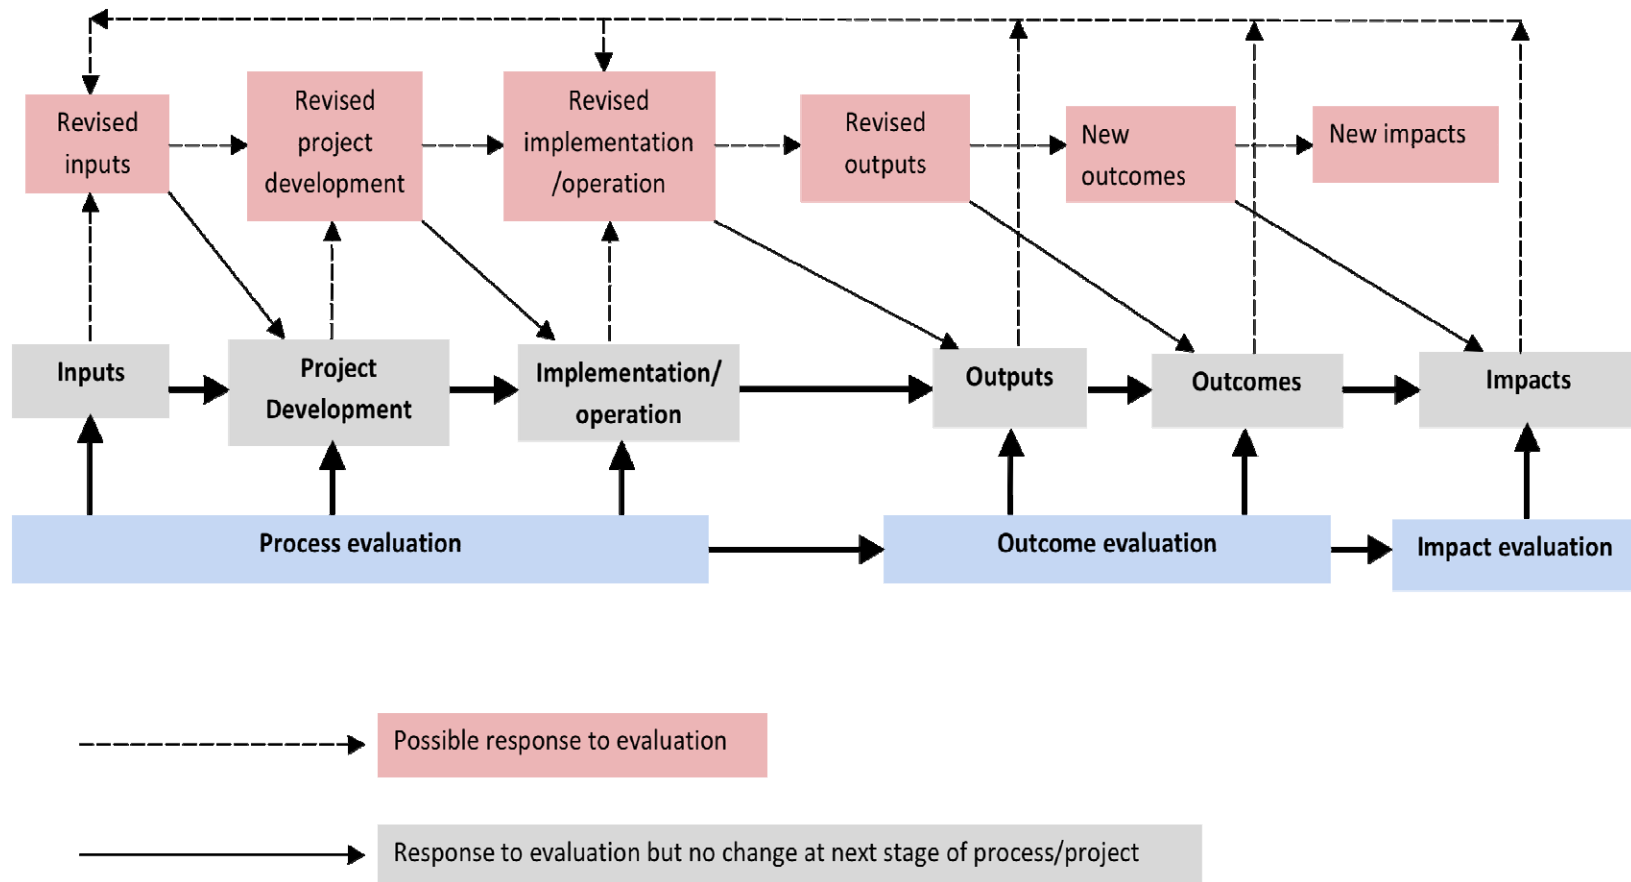 Revised
inputs
Revised
project
development
Revised
implementation
/operation
Revised
outputs
New
outcomes
New impacts
Inputs
Project
Development
Implementation/
operation
Outputs
Outcomes
Impacts
Process evaluation
Outcome evaluation
Impact evaluation
Possible response to evaluation
Response to evaluation but no change at next stage of process/project